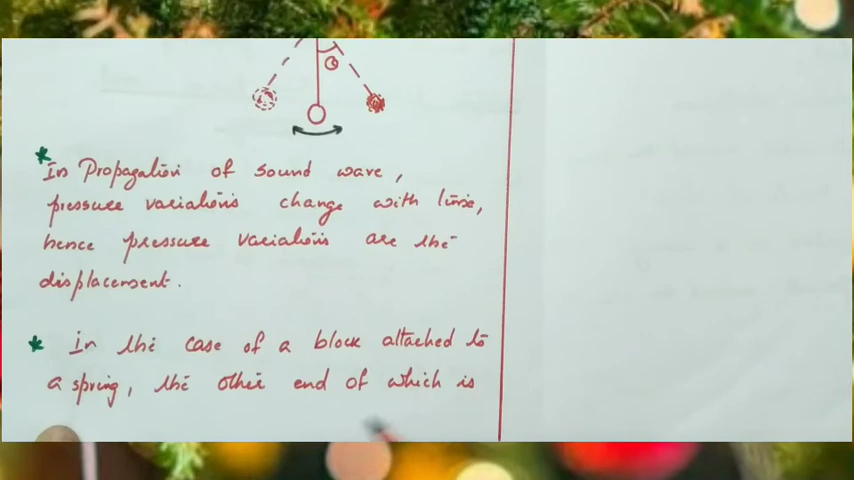 In Propagation of sound wave,
pressure variations change with time,
hence pressure variations are the
displacement.
In the case of a block attached to
a spring, the other end of which is